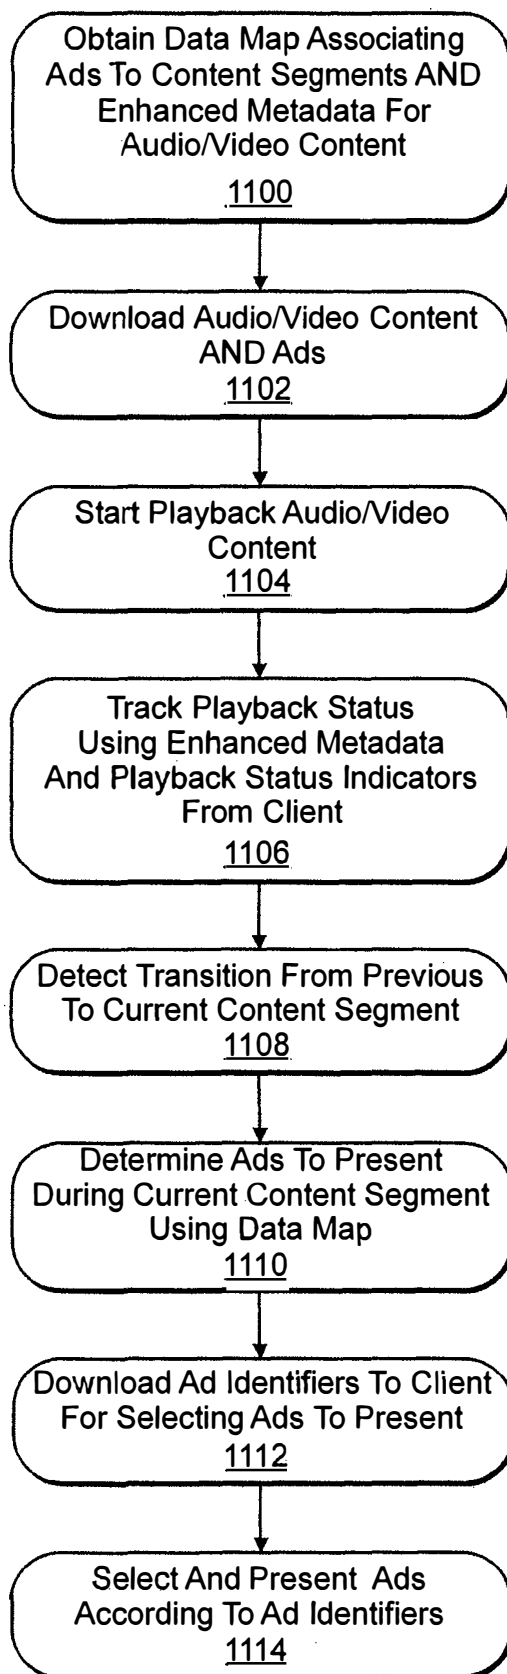 Obtain Data Map Associating
Ads To Content Segments AND
Enhanced Metadata For
Audio/Video Content
1100
Download Audio/Video Content
AND Ads
1102
Start Playback Audio/Video
Content
1104
Track Playback Status
Using Enhanced Metadata
And Playback Status Indicators
From Client
1106
Detect Transition From Previous
To Current Content Segment
1108
Determine Ads To Present
During Current Content Segment
Using Data Map
1110
Download Ad Identifiers To Client
For Selecting Ads To Present
1112
Select And Present Ads
According To Ad Identifiers
1114